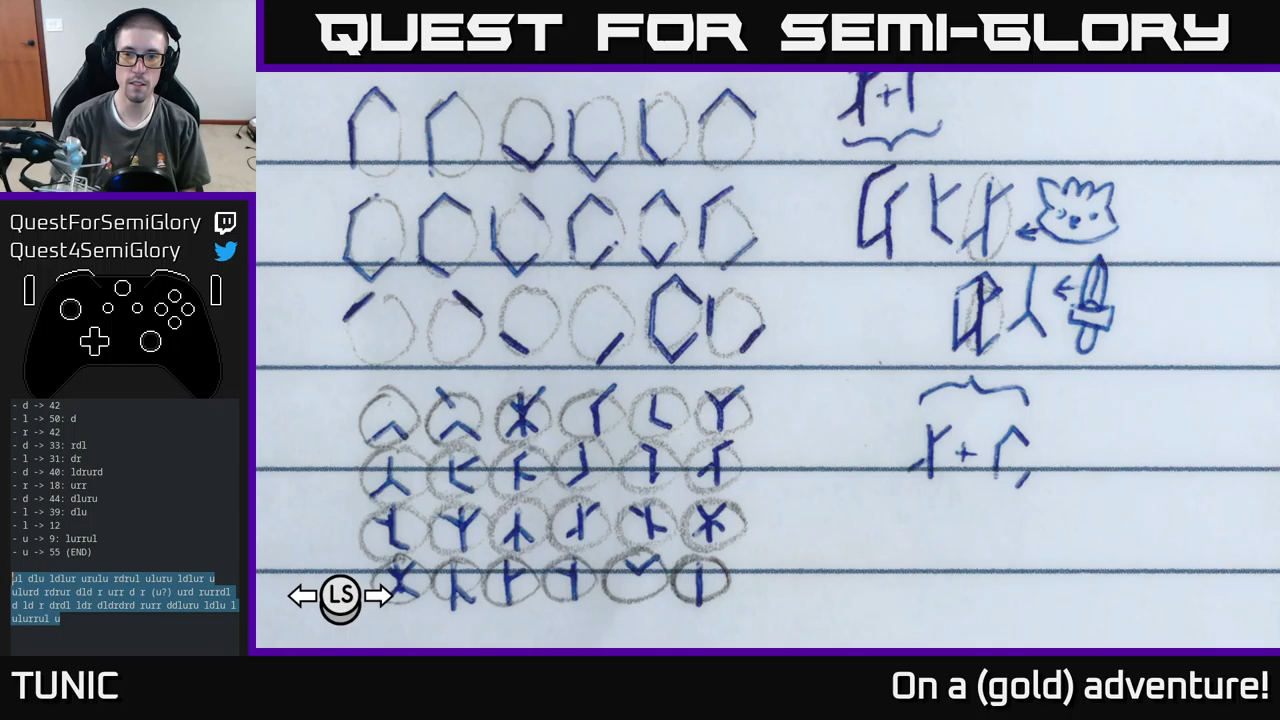 QUEST FOR SEMI-GLORY
QuestForSemiGlory
Quest4SemiGlory
- d -> 42
- l -> 50: d
- r -> 42
- d -> 33: rdl
- l -> 31: dr
- d -> 40: ldrurd
- r -> 18: urr
- d -> 44: dluru
- l -> 39: dlu
- l -> 12
- u -> 9: lurrul
- u -> 55 (END)
ul dlu ldlur urulu rdrul uluru ldlur u
ulurd rdrur dld r urr d r (u?) urd rurrdl
d ld r drdl ldr dldrdrd rurr ddluru ldlu l
ulurrul u
LS
TUNIC
On a (gold) adventure!